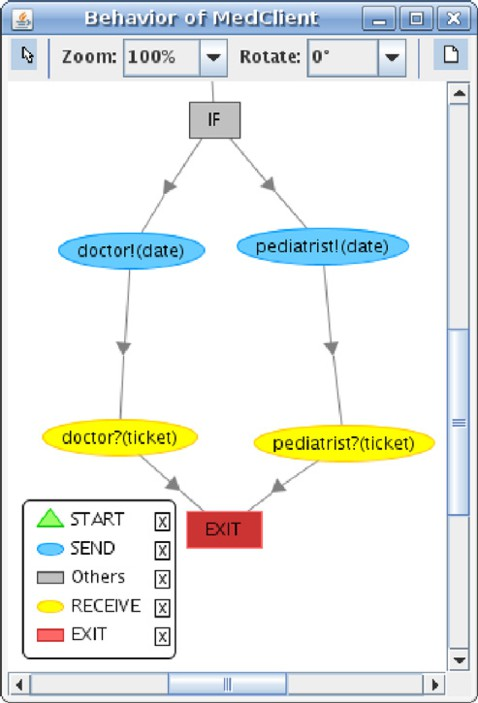 Behavior of MedClient
Zoom: 100% Rotate: 0°
IF
doctor!(date)
pediatrist!(date)
doctor?(ticket)
pediatrist?(ticket)
EXIT
START X
SEND X
Others X
RECEIVE X
EXIT X